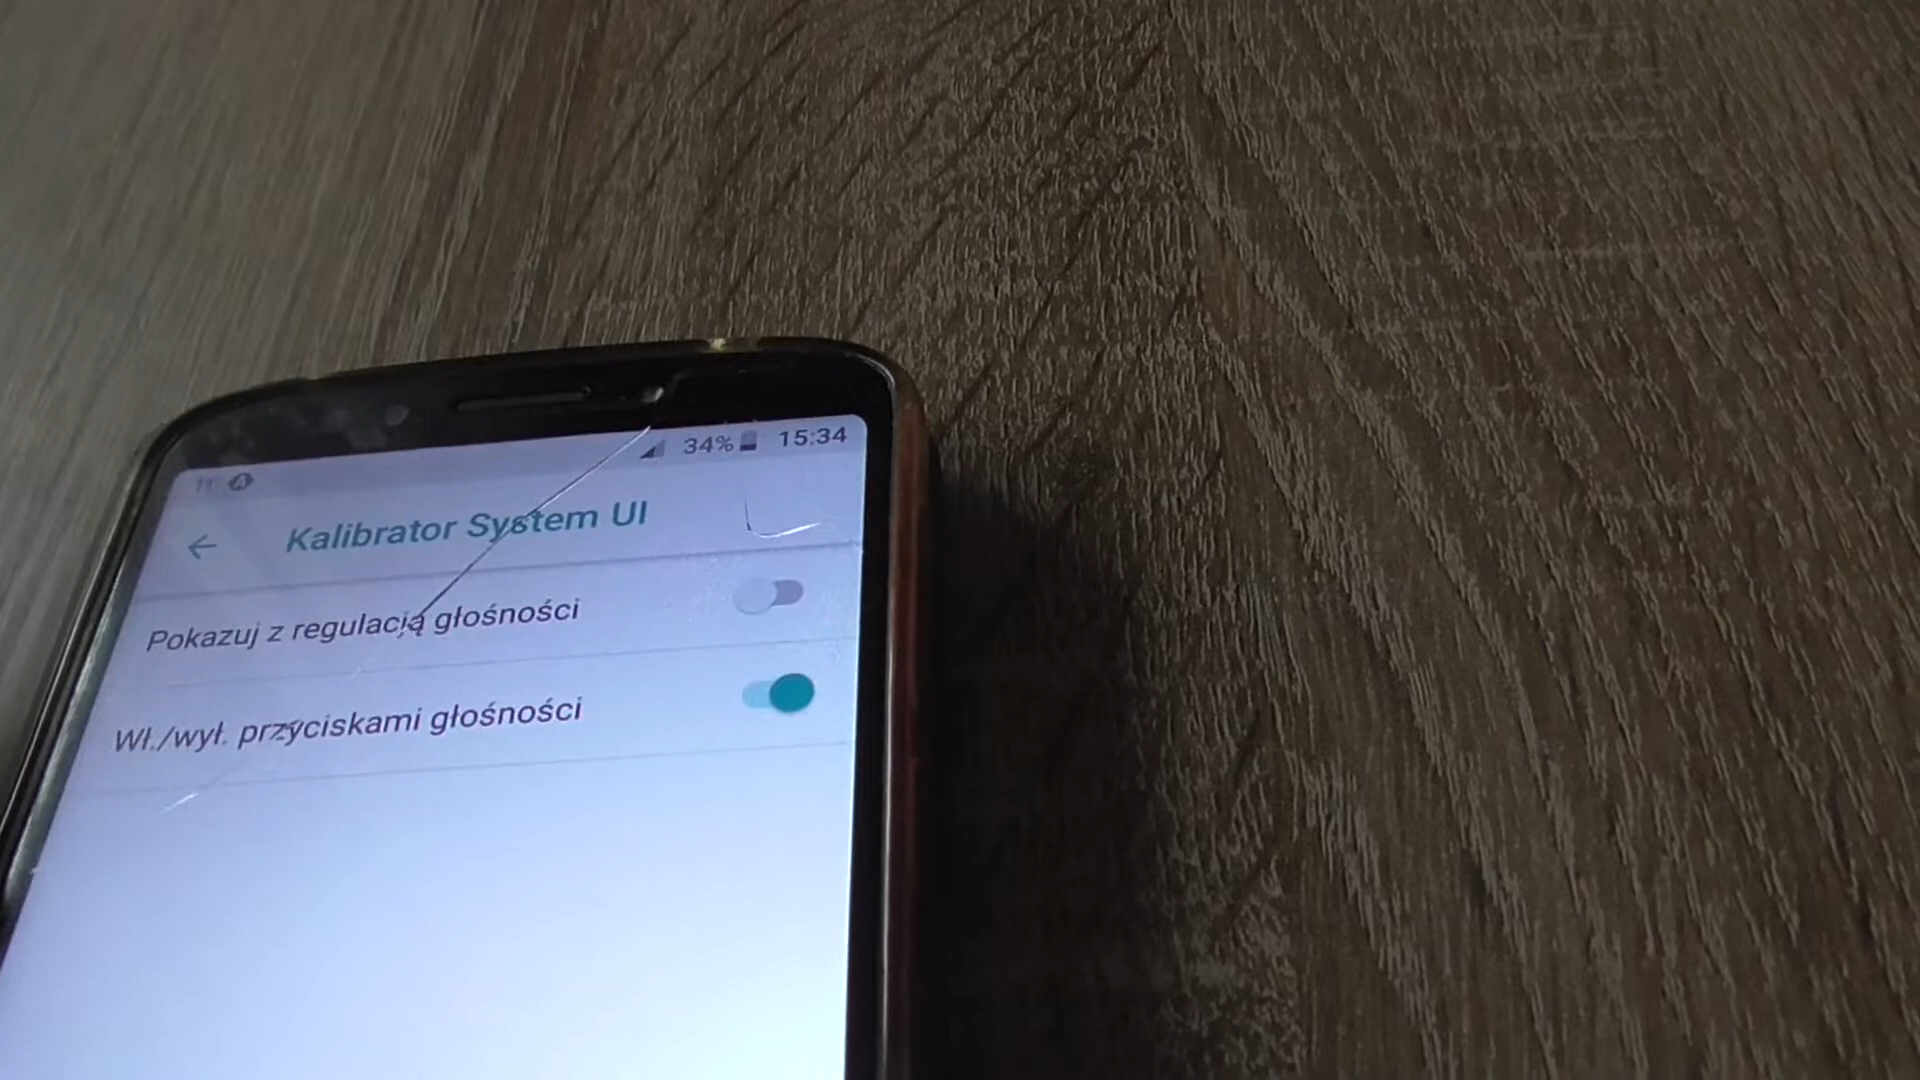 34% 15:34
Kalibrator System UI
Pokazuj z regulacją głośności
Wł./wył. przyciskami głośności